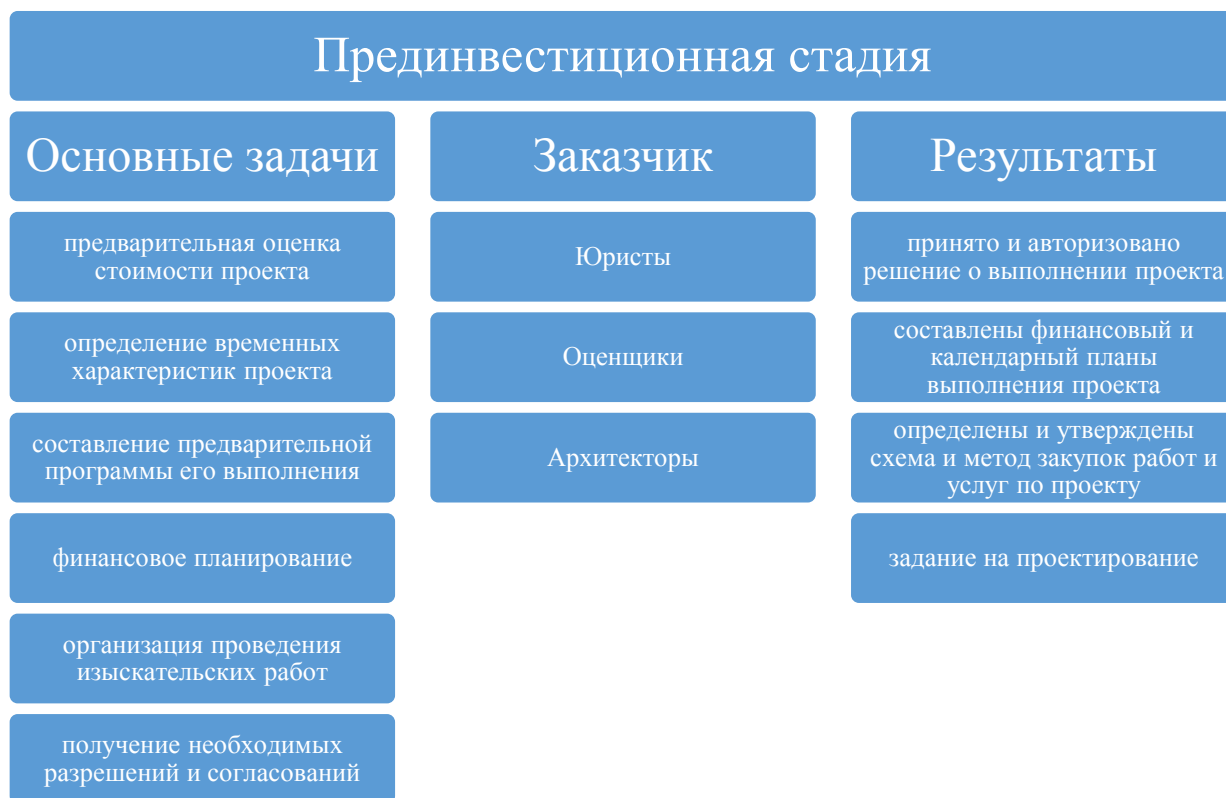 Прединвестиционная стадия
Основные задачи
предварительная оценка
стоимости проекта
определение временных
характеристик проекта
составление предварительной
программы его выполнения
финансовое планирование
организация проведения
изыскательских работ
получение необходимых
разрешений и согласований
Заказчик
Юристы
Оценщики
Архитекторы
Результаты
принято и авторизовано
решение о выполнении проекта
составлены финансовый и
календарный планы
выполнения проекта
определены и утверждены
схема и метод закупок работ и
услуг по проекту
задание на проектирование